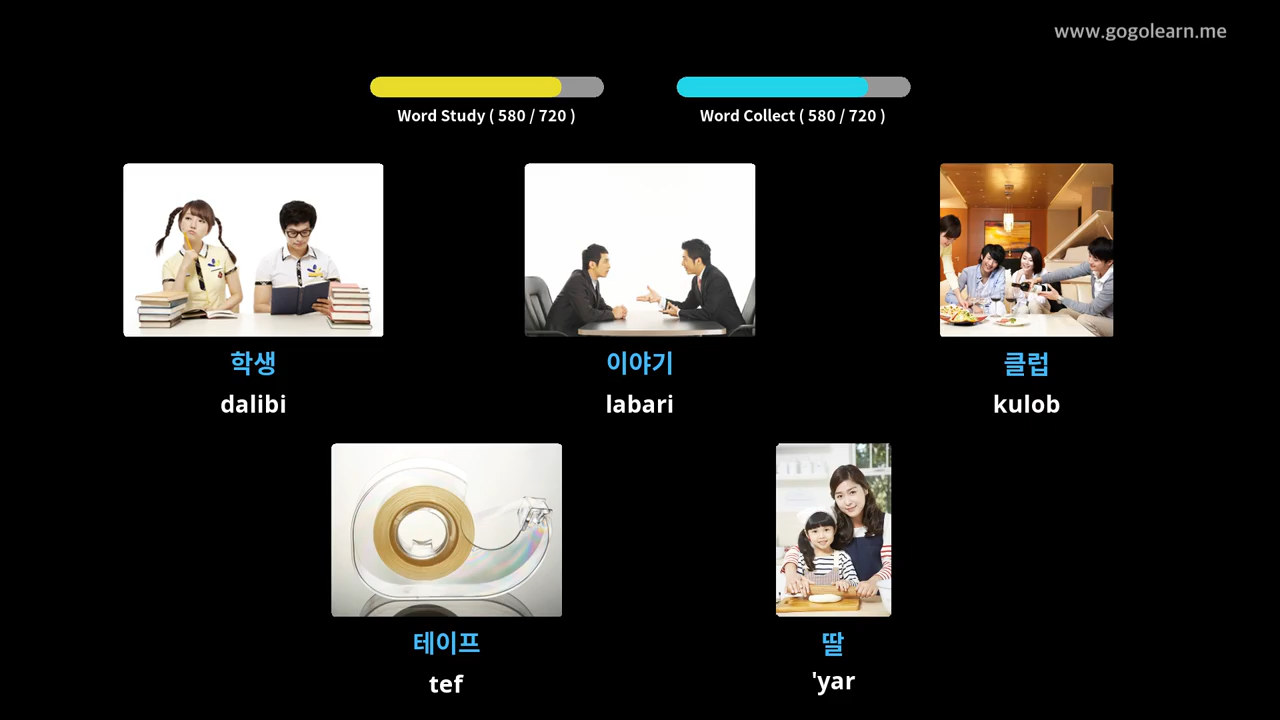 www.gogolearn.me
Word Study ( 580 / 720 )
Word Collect ( 580 / 720 )
학생
이야기
클럽
dalibi
labari
kulob
테이프
딸
tef
'yar